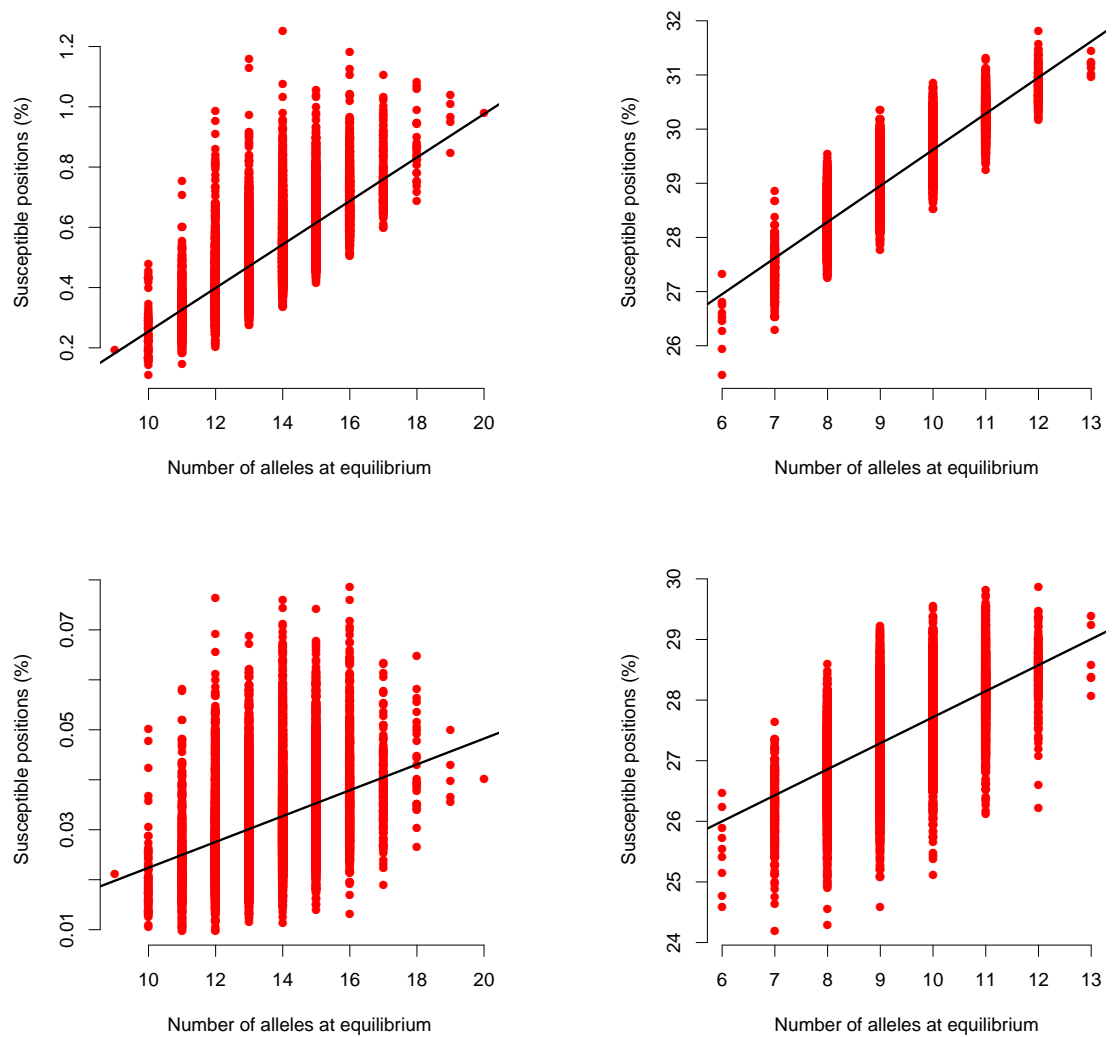 Susceptible positions (%)
1.2
1.0
0.8
0.6
0.4
0.2
10 12 14 16 18 20
Number of alleles at equilibrium
Susceptible positions (%)
32
31
30
29
28
27
26
6 7 8 9 10 11 12 13
Number of alleles at equilibrium
Susceptible positions (%)
0.07
0.05
0.03
0.01
10 12 14 16 18 20
Number of alleles at equilibrium
Susceptible positions (%)
30
29
28
27
26
25
24
6 7 8 9 10 11 12 13
Number of alleles at equilibrium